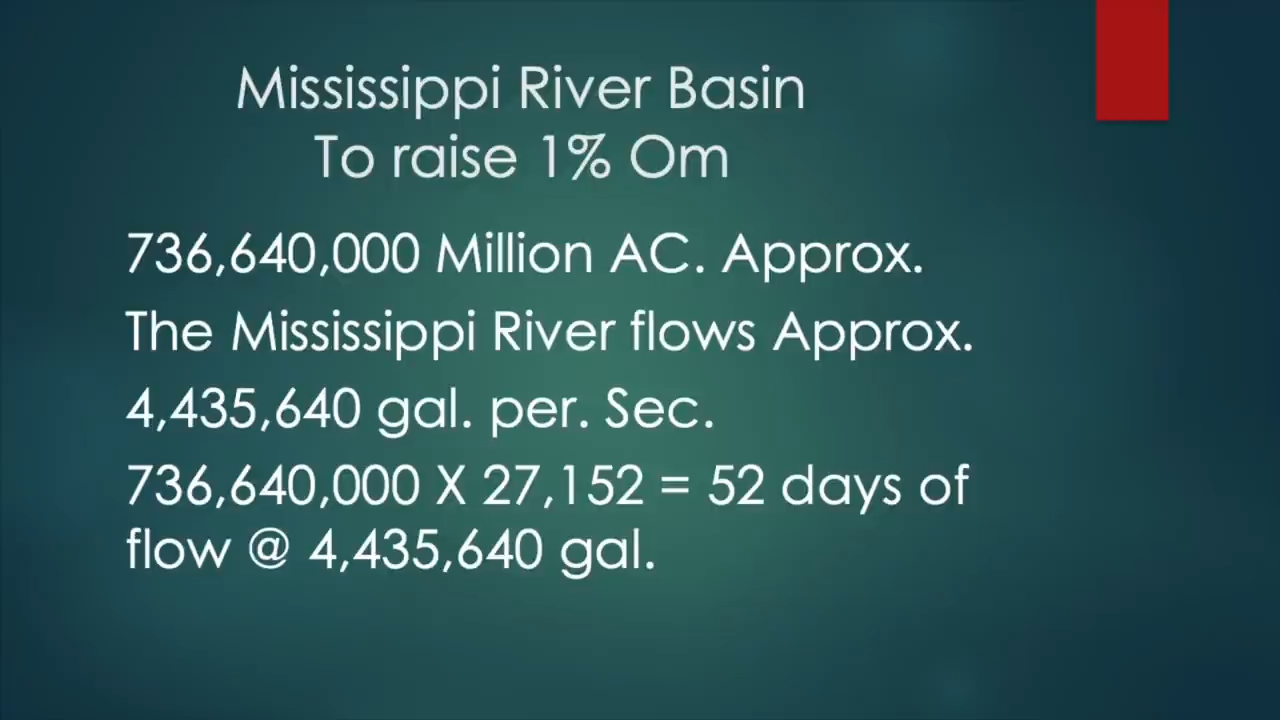 Mississippi River Basin
To raise 1% Om
736,640,000 Million AC. Approx.
The Mississippi River flows Approx.
4,435,640 gal. per. Sec.
736,640,000 X 27,152 = 52 days of
flow @ 4,435,640 gal.